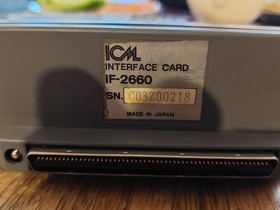 ICM
INTERFACE CARD
IF-2660
SN. C03Z00218
MADE IN JAPAN